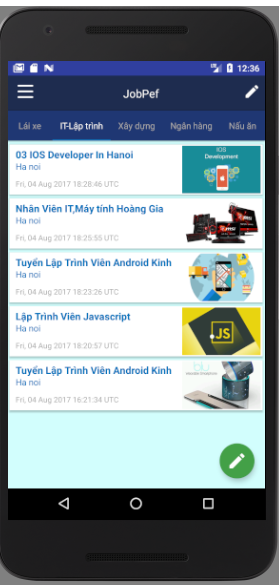 12:36
JobPef
Lái xe IT-Lập trình Xây dựng Ngân hàng Nấu ăn
03 IOS Developer In Hanoi
Ha noi
Fri, 04 Aug 2017 18:28:46 UTC
IOS
Development
Nhân Viên IT,Máy tính Hoàng Gia
Ha noi
Fri, 04 Aug 2017 18:25:55 UTC
Tuyển Lập Trình Viên Android Kinh
Ha noi
Fri, 04 Aug 2017 18:23:26 UTC
Lập Trình Viên Javascript
Ha noi
Fri, 04 Aug 2017 18:20:57 UTC
JS
Tuyển Lập Trình Viên Android Kinh
Ha noi
Fri, 04 Aug 2017 16:21:34 UTC